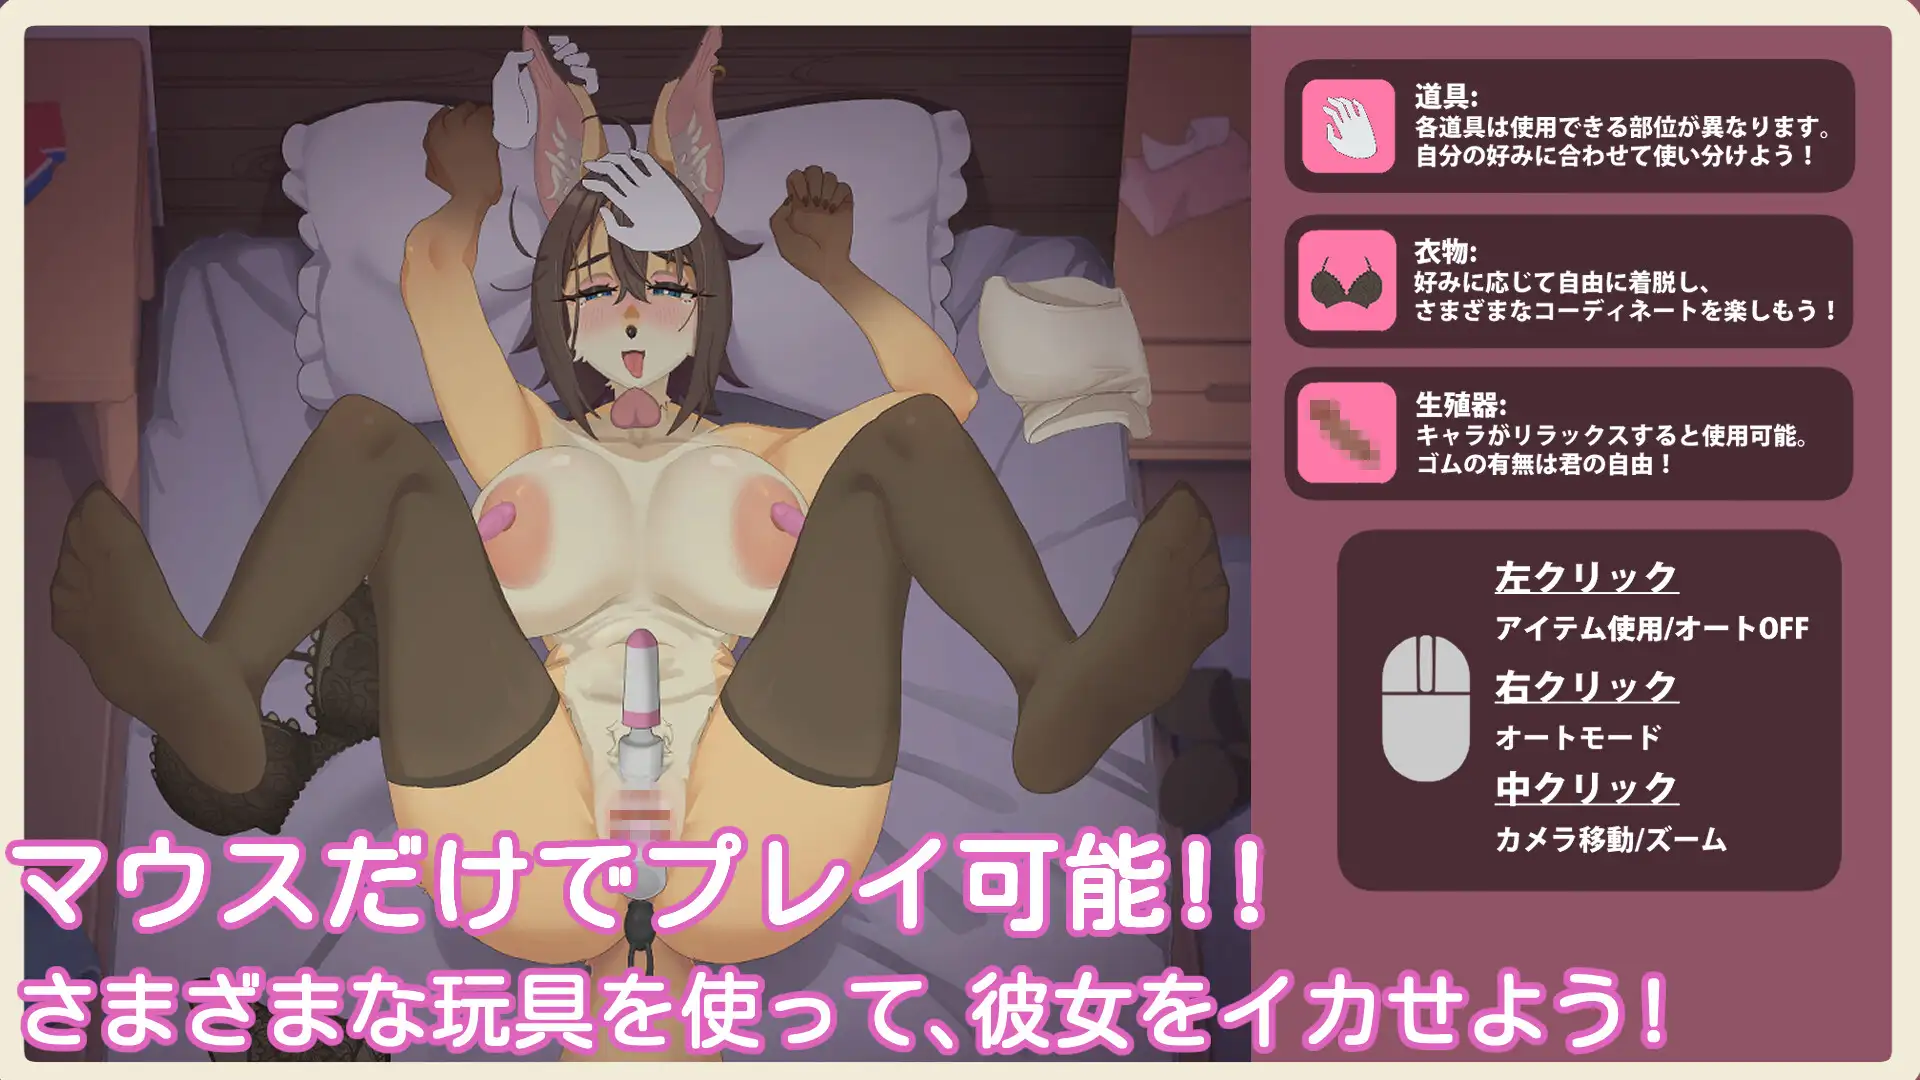 道具:
各道具は使用できる部位が異なります。
自分の好みに合わせて使い分けよう！
衣物:
好みに応じて自由に着脱し、
さまざまなコーディネートを楽しもう！
生殖器:
キャラがリラックスすると使用可能。
ゴムの有無は君の自由！
左クリック
アイテム使用/オートOFF
右クリック
オートモード
中クリック
カメラ移動/ズーム
マウスだけでプレイ可能!!
さまざまな玩具を使って、彼女をイカせよう!